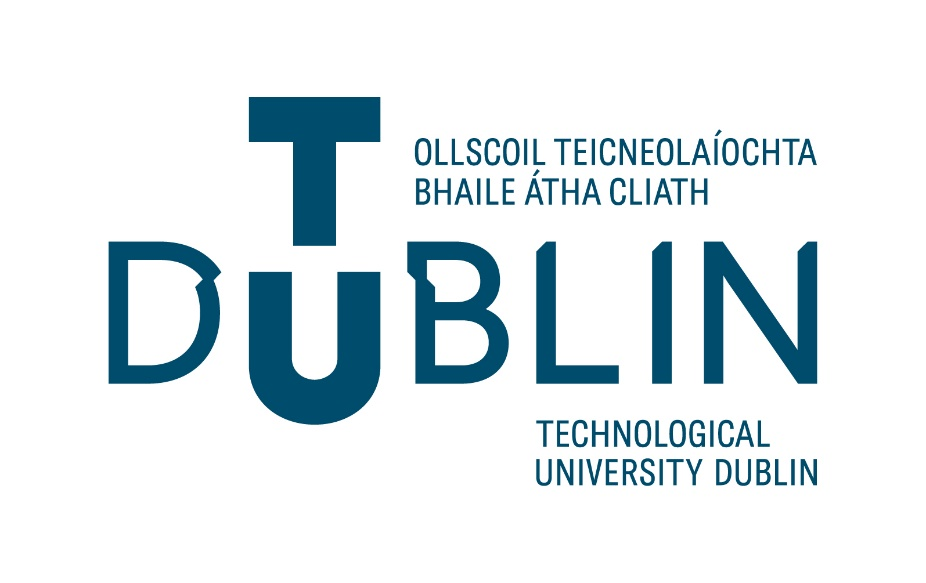 T
OLLSCOIL TEICNEOLAÍOCHTA
BHAILE ÁTHA CLIATH
DUBLIN
TECHNOLOGICAL
UNIVERSITY DUBLIN